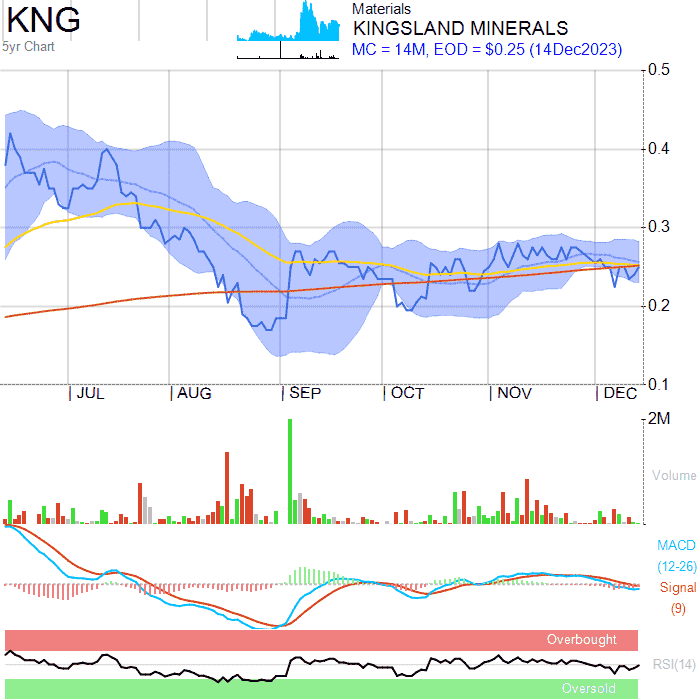 KNG
5yr Chart
Materials
KINGSLAND MINERALS
MC = 14M, EOD = $0.25 (14Dec2023)
0.5
0.4
0.3
0.2
0.1
JUL
AUG
SEP
OCT
NOV
DEC
2M
Volume
MACD
(12-26)
Signal
(9)
Overbought
RSI(14)
Oversold